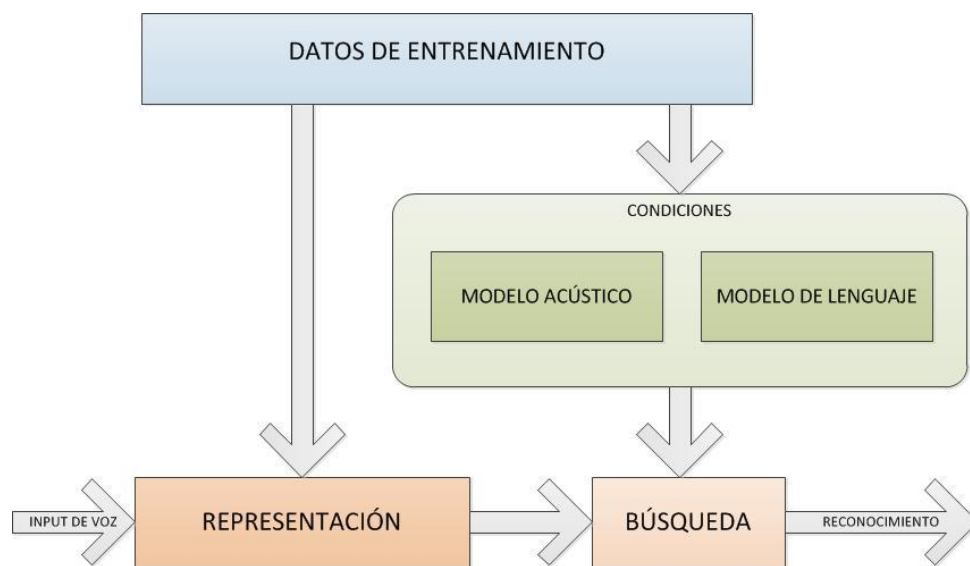 DATOS DE ENTRENAMIENTO
CONDICIONES
MODELO ACÚSTICO
MODELO DE LENGUAJE
INPUT DE VOZ
REPRESENTACIÓN
BÚSQUEDA
RECONOCIMIENTO